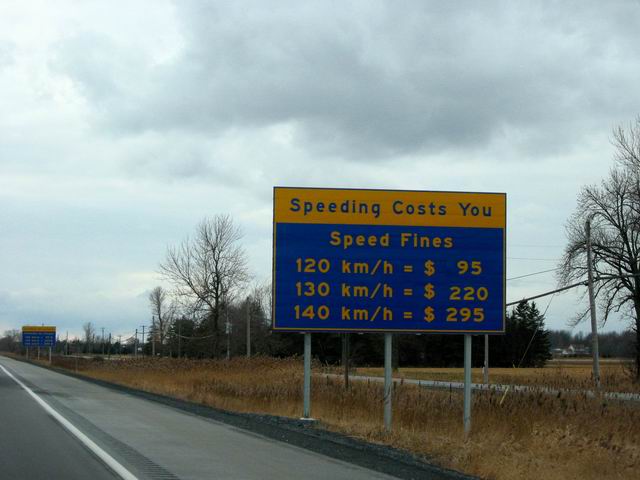 Speeding Costs You
Speed Fines
120 km/h = $ 95
130 km/h = $ 220
140 km/h = $ 295